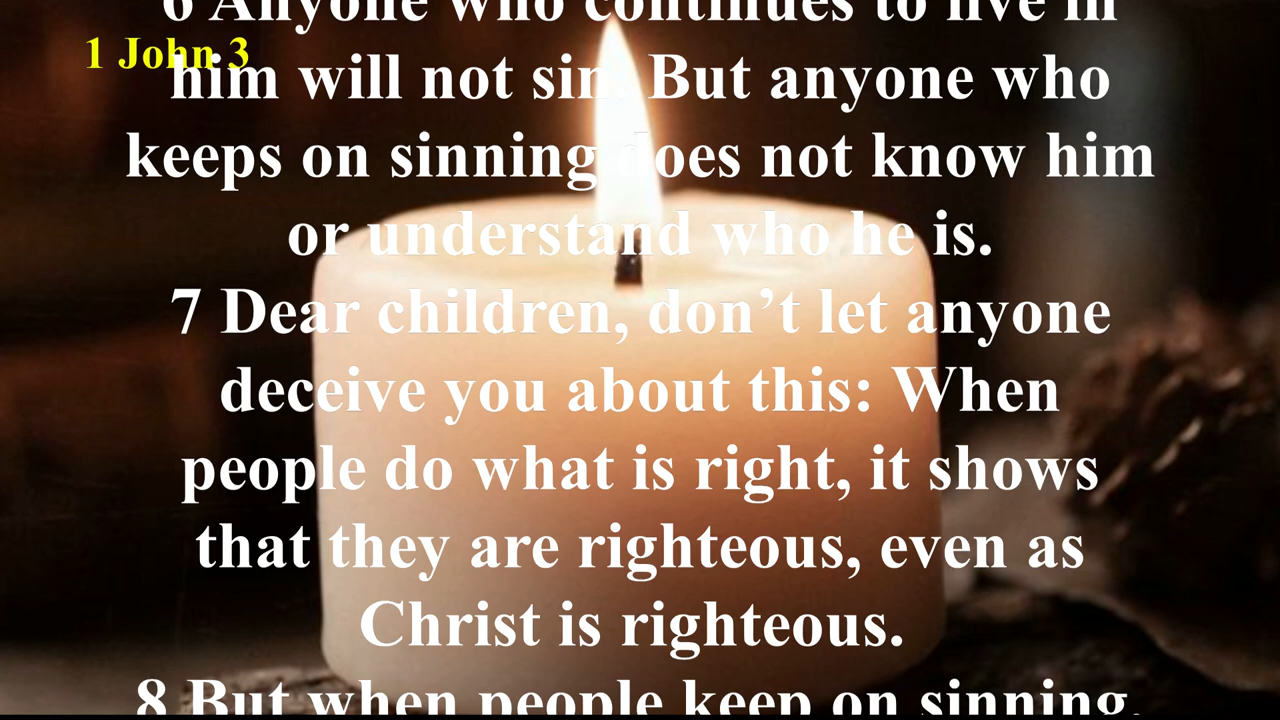 6 Anyone who continues to live in
1 John 3
him will not sin. But anyone who
keeps on sinning does not know him
or understand who he is.
7 Dear children, don’t let anyone
deceive you about this: When
people do what is right, it shows
that they are righteous, even as
Christ is righteous.
8 But when people keep on sinning,